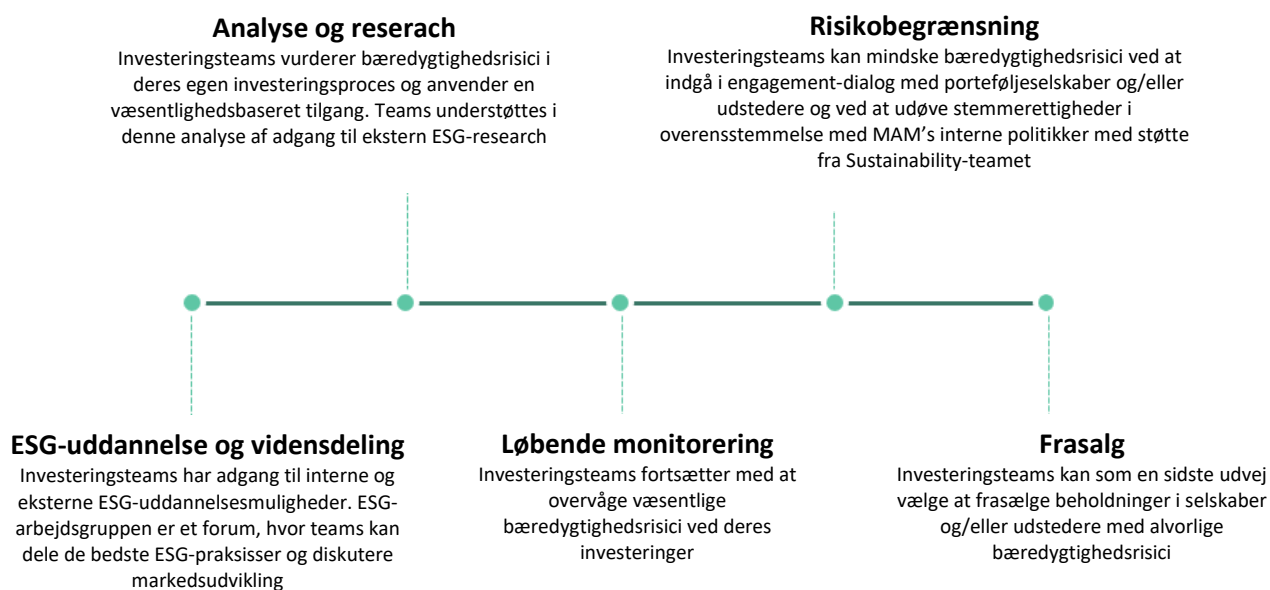 Analyse og reserach
Investeringsteams vurderer bæredygtighedsrisici i
deres egen investeringsproces og anvender en
væsentlighedsbaseret tilgang. Teams understøttes i
denne analyse af adgang til ekstern ESG-research
Risikobegrænsning
Investeringsteams kan mindske bæredygtighedsrisici ved at
indgå i engagement-dialog med porteføljeselskaber og/eller
udstedere og ved at udøve stemmerettigheder i
overensstemmelse med MAM’s interne politikker med støtte
fra Sustainability-teamet
ESG-uddannelse og vidensdeling
Investeringsteams har adgang til interne og
eksterne ESG-uddannelsesmuligheder. ESG-
arbejdsgruppen er et forum, hvor teams kan
dele de bedste ESG-praksisser og diskutere
markedsudvikling
Løbende monitorering
Investeringsteams fortsætter med at
overvåge væsentlige
bæredygtighedsrisici ved deres
investeringer
Frasalg
Investeringsteams kan som en sidste udvej
vælge at frasælge beholdninger i selskaber
og/eller udstedere med alvorlige
bæredygtighedsrisici